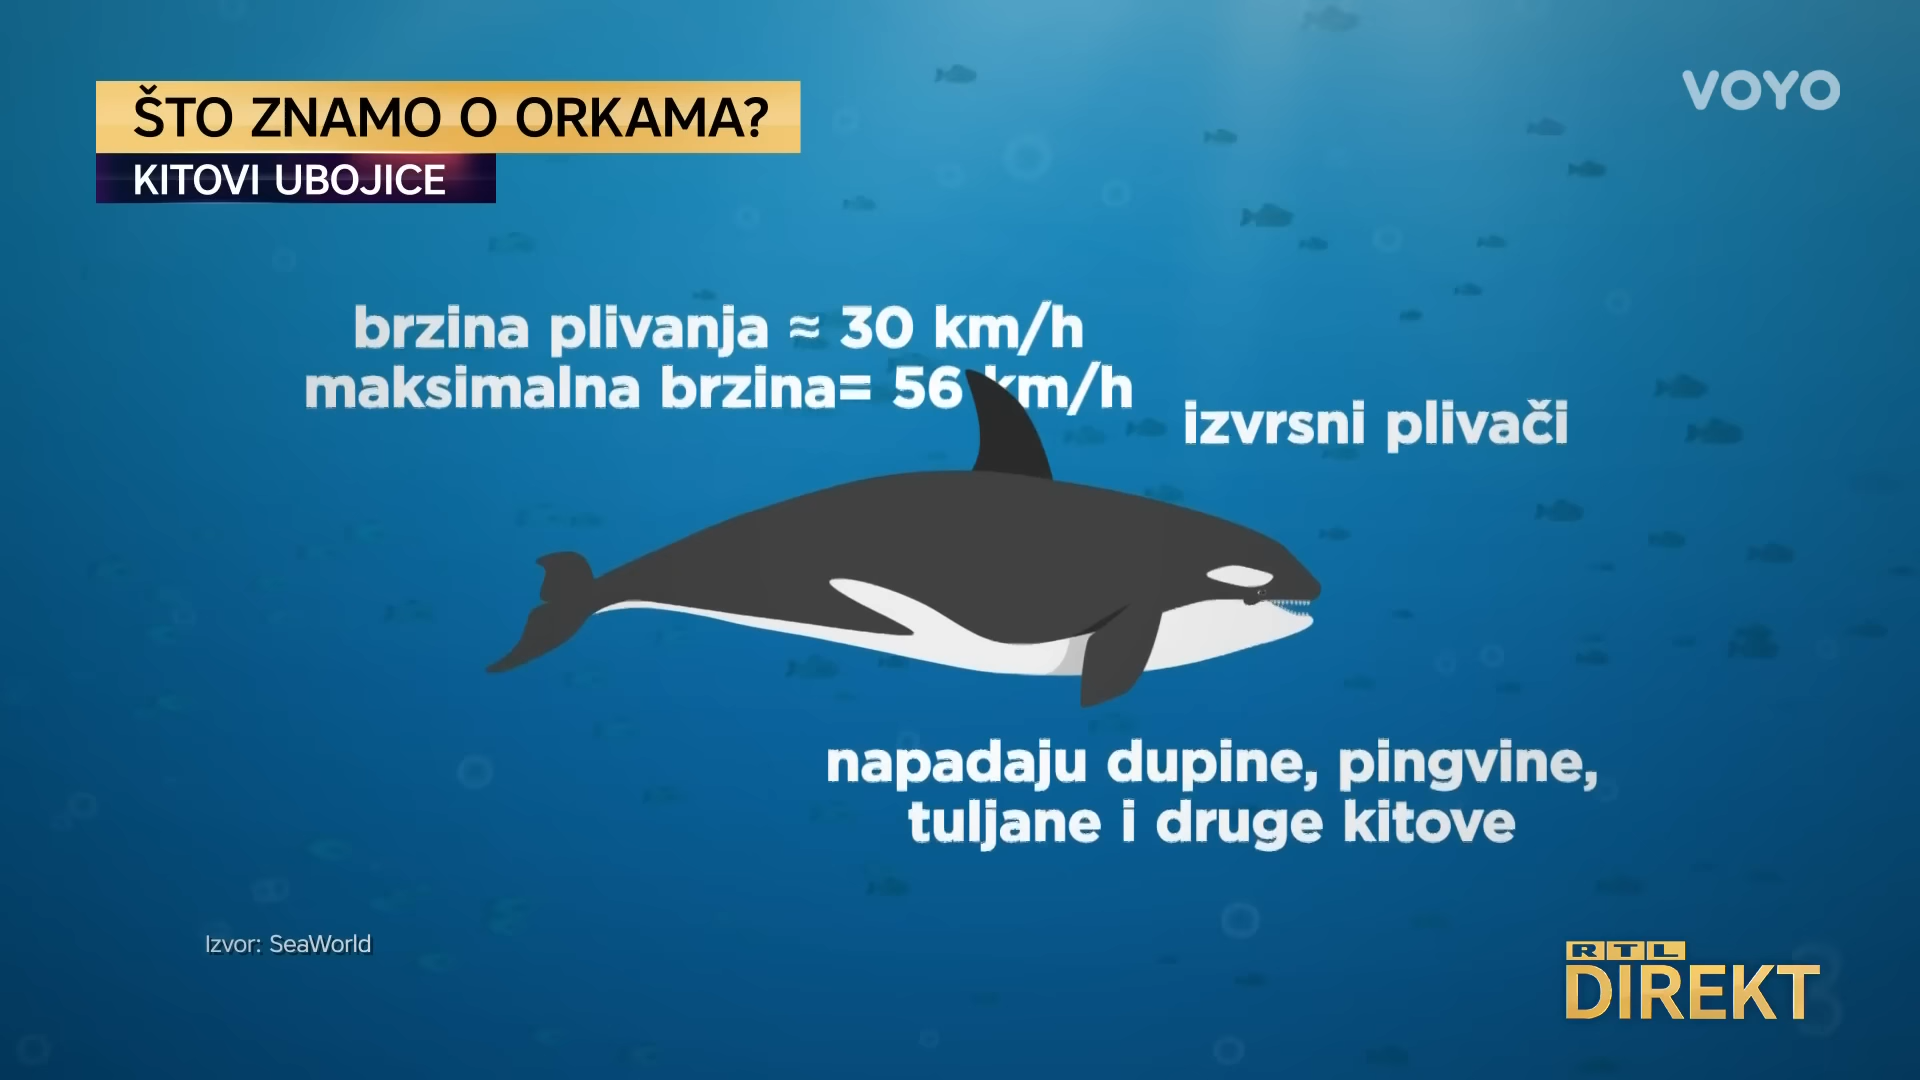 ŠTO ZNAMO O ORKAMA?
KITOVI UBOJICE
VOYO
brzina plivanja ≈ 30 km/h
maksimalna brzina= 56 km/h
izvrsni plivači
napadaju dupine, pingvine,
tuljane i druge kitove
Izvor: SeaWorld
RTL
DIREKT